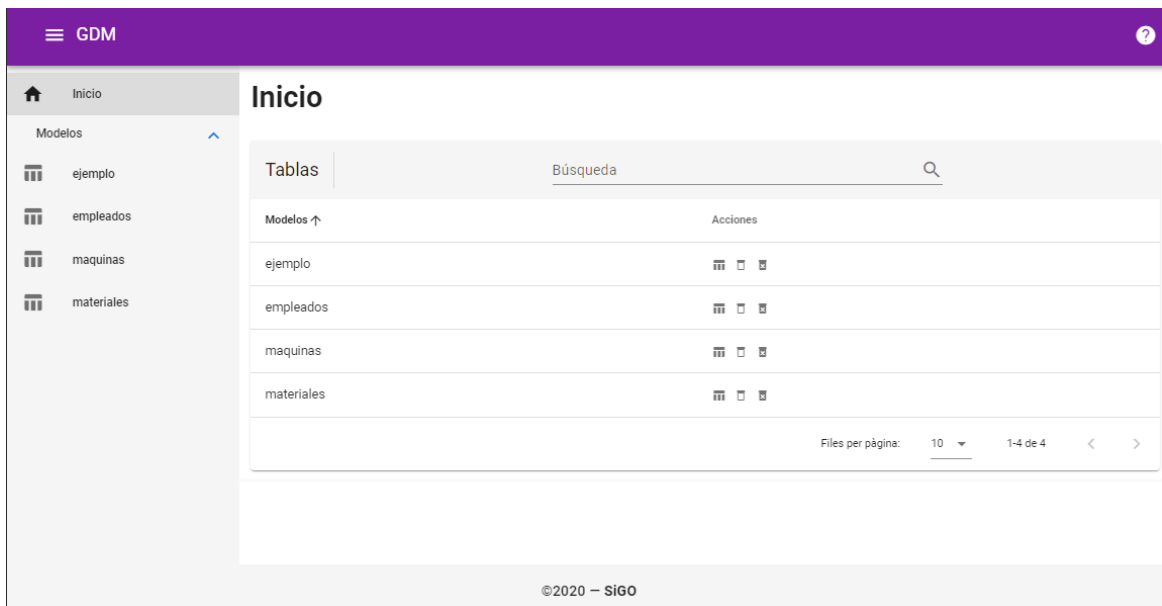 GDM
Inicio
Modelos
ejemplo
empleados
maquinas
materiales
Inicio
Tablas Búsqueda
Modelos Acciones
ejemplo
empleados
maquinas
materiales
Files per pàgina: 10 1-4 de 4
©2020 — SiGO